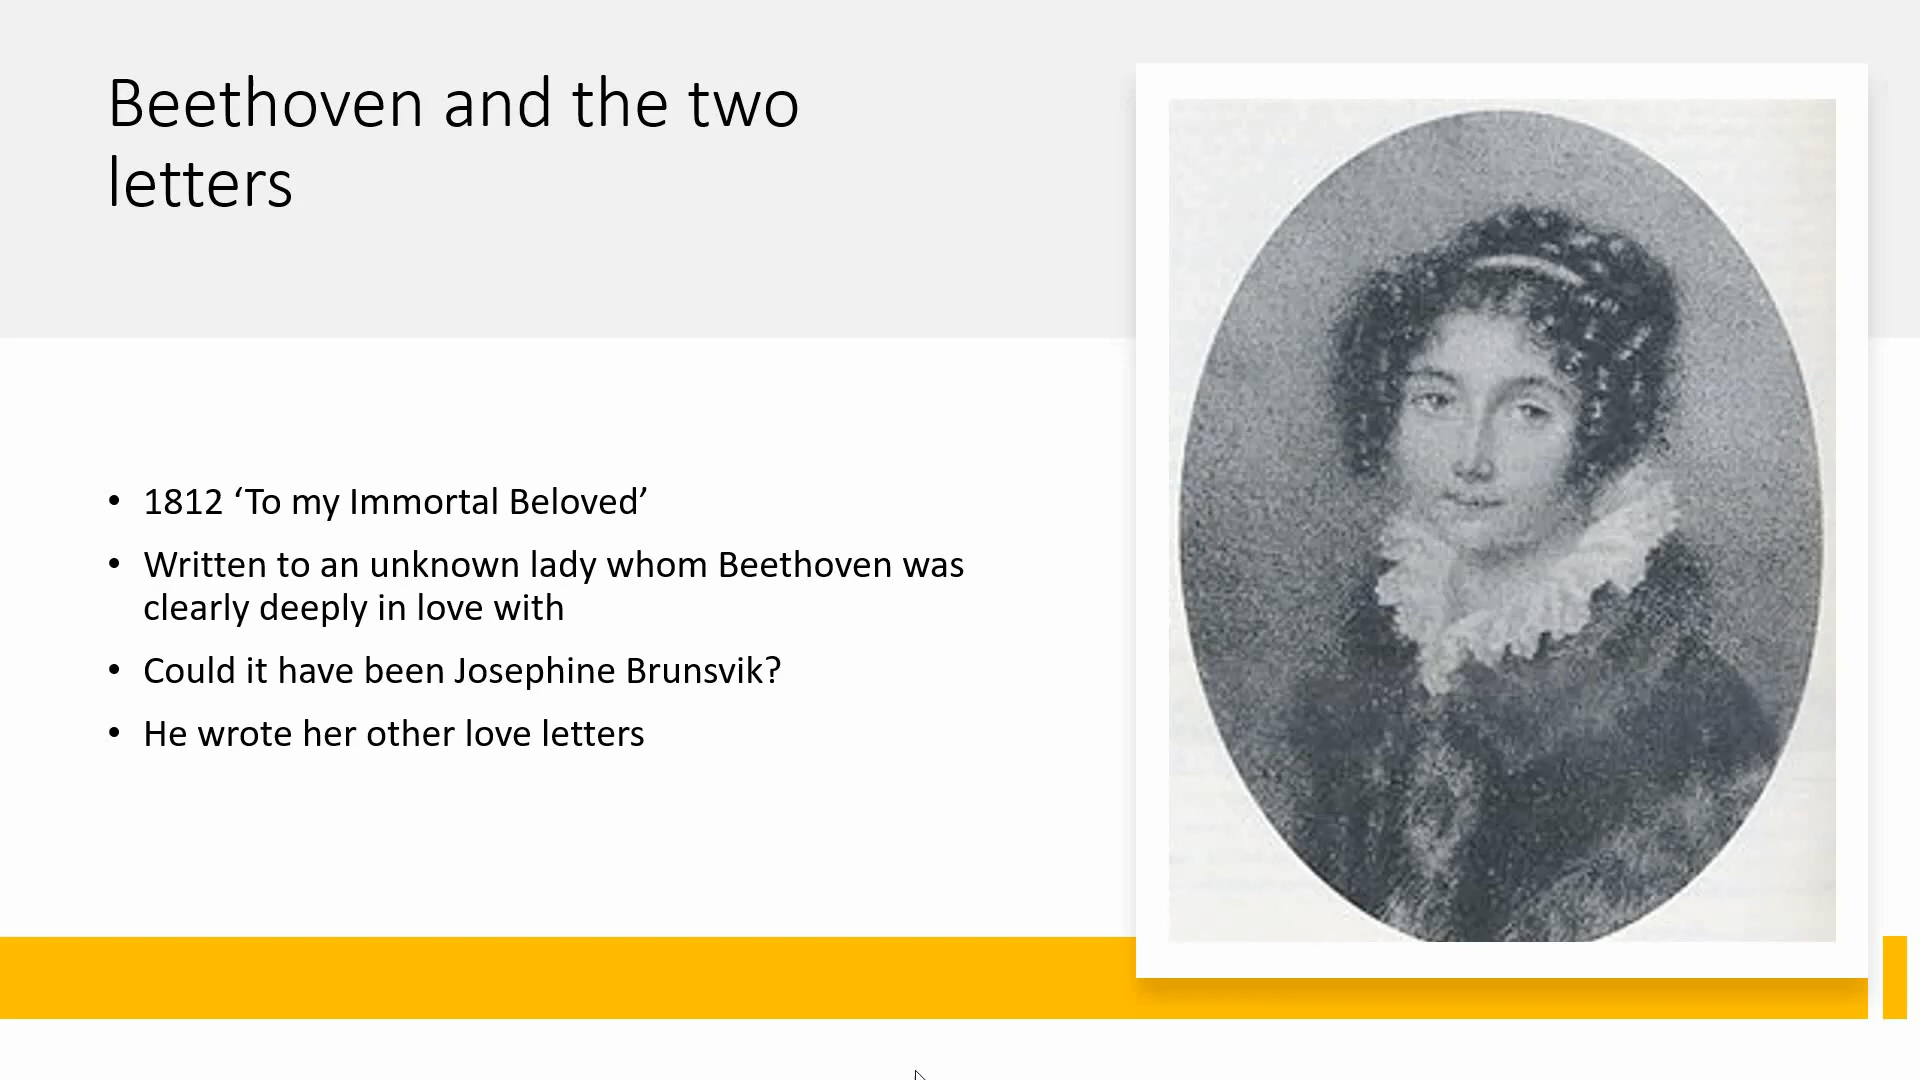 Beethoven and the two
letters
• 1812 ‘To my Immortal Beloved’
• Written to an unknown lady whom Beethoven was
clearly deeply in love with
• Could it have been Josephine Brunsvik?
• He wrote her other love letters